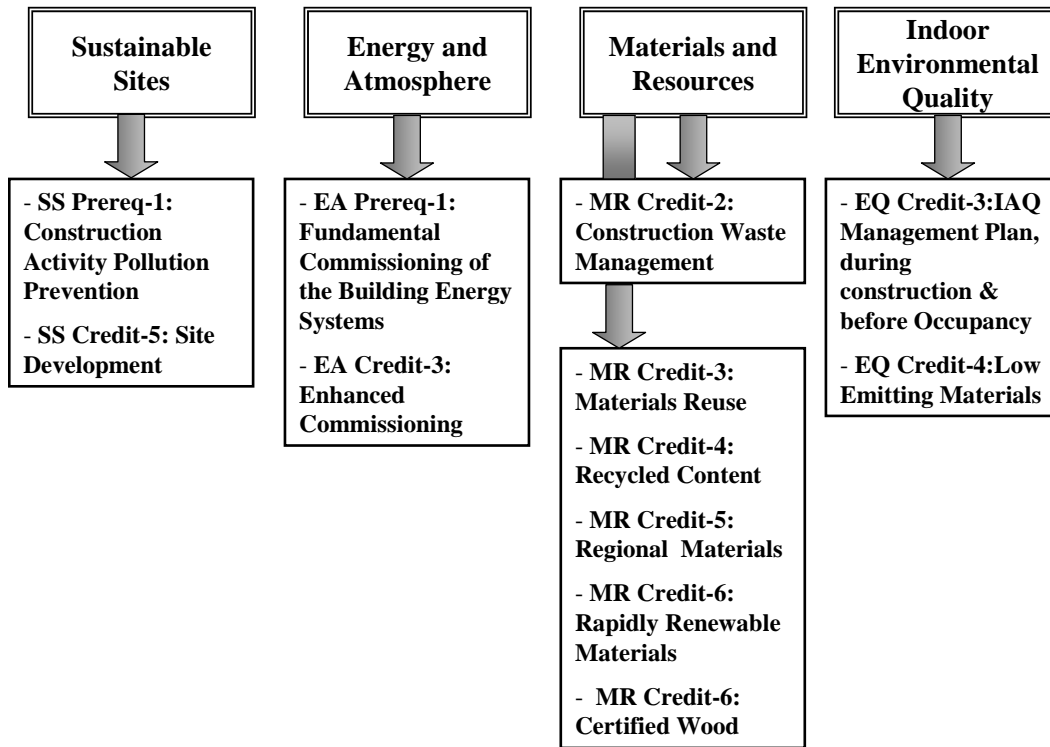 Sustainable
Sites
Energy and
Atmosphere
Materials and
Resources
Indoor
Environmental
Quality
- SS Prereq-1:
Construction
Activity Pollution
Prevention
- SS Credit-5: Site
Development
- EA Prereq-1:
Fundamental
Commissioning of
the Building Energy
Systems
- EA Credit-3:
Enhanced
Commissioning
- MR Credit-2:
Construction Waste
Management
- MR Credit-3:
Materials Reuse
- MR Credit-4:
Recycled Content
- MR Credit-5:
Regional Materials
- MR Credit-6:
Rapidly Renewable
Materials
- MR Credit-6:
Certified Wood
- EQ Credit-3:IAQ
Management Plan,
during
construction &
before Occupancy
- EQ Credit-4:Low
Emitting Materials